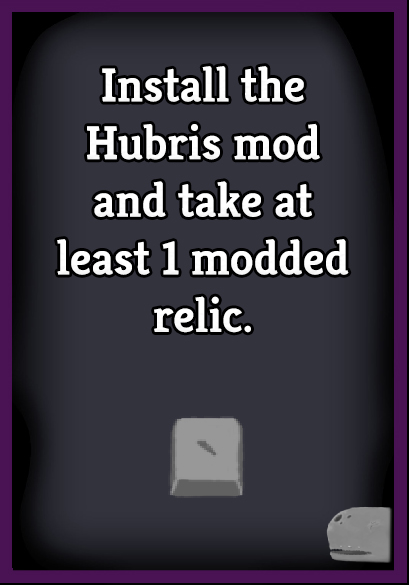 Install the
Hubris mod
and take at
least 1 modded
relic.
`